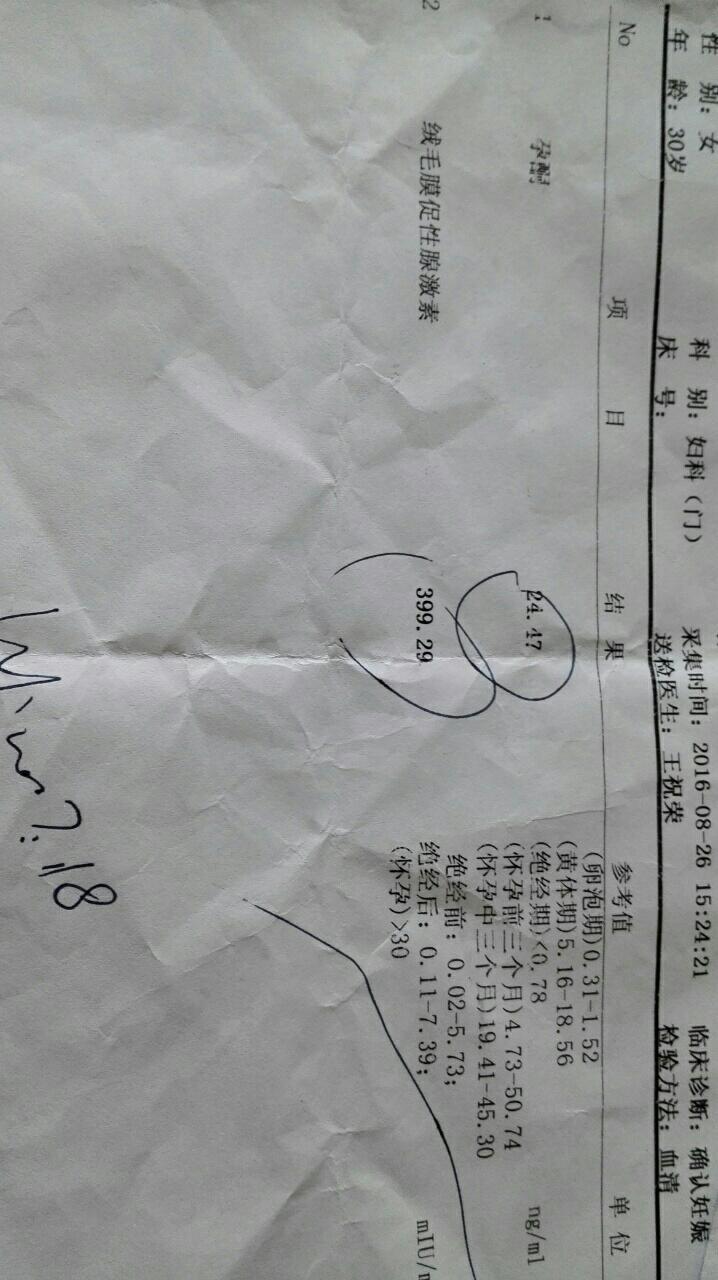 性 别: 女 科 别: 妇科(门) 采集时间: 2016-08-26 15:24:21 临床诊断: 确认妊娠
年 龄: 30岁 床 号: 送检医生: 王祝荣 检验方法: 血清
No 项 目 结 果 参考值 单 位
(卵泡期)0.31-1.52
(黄体期)5.16-18.56
1 孕酮 24.47 (绝经期)<0.78 ng/ml
(怀孕前三个月)4.73-50.74
(怀孕中三个月)19.41-45.30
绝经前: 0.02-5.73;
2 绒毛膜促性腺激素 399.29 绝经后: 0.11-7.39; mIU/m
(怀孕)>30